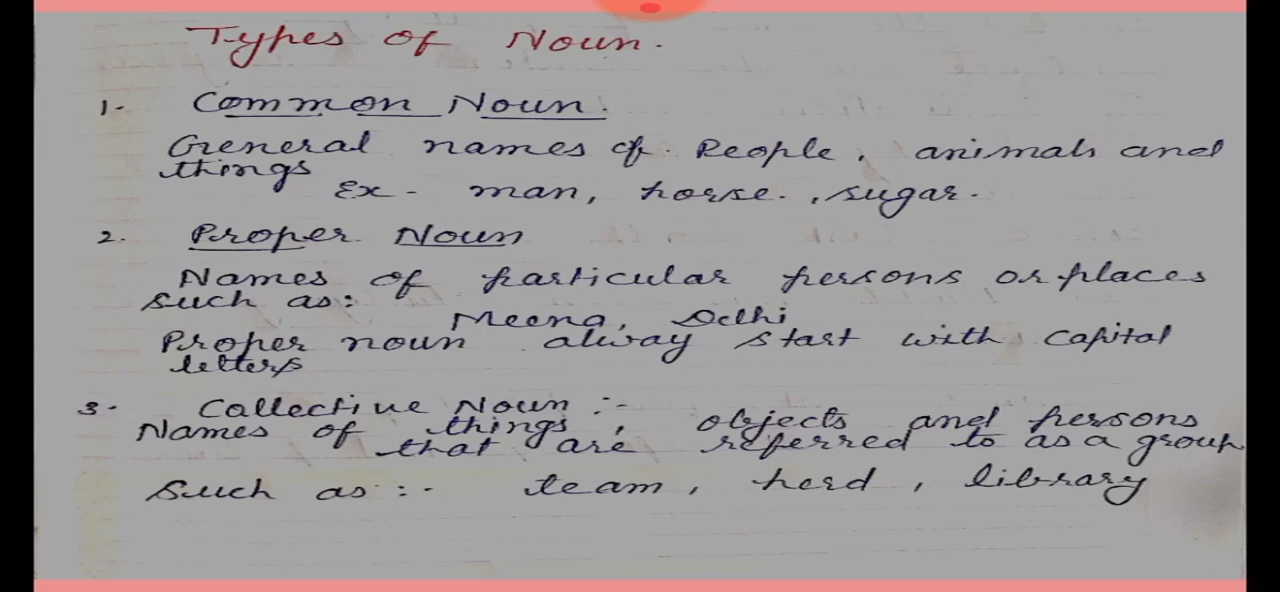 Types of Noun.
1- Common Noun.
General names of People, animals and
things
Ex- man, horse., sugar.
2. Proper Noun
Names of particular persons or places
such as:
Meena, Delhi
Proper noun alway start with capital
letters
3- Collective Noun :-
Names of things, objects and persons
that are referred to as a group
Such as :- team, herd, library